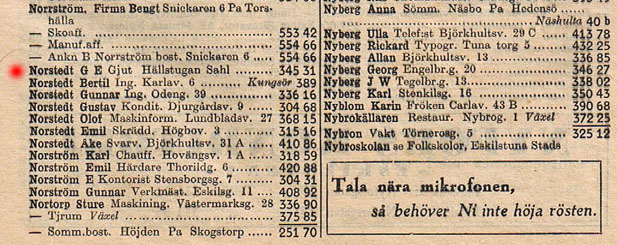 Norrström, Firma Bengt Snickaren 6 Pa Tors-
hälla
— Skoaff. 553 42
— Manuf.aff. 554 66
— Ankn B Norrström bost. Snickaren 6 554 66
Norstedt G E Gjut Hällstugan Sahl 345 31
Norstedt Bertil Ing. Karlav. 6 Kungsör 389
Norstedt Gunnar Ing. Odeng. 39 336 16
Norstedt Gustav Kondit. Djurgårdsv. 9 304 68
Norstedt Olof Maskinform. Lundbladsv. 27 368 15
Norstedt Emil Skrädd. Högbov. 3 315 16
Norstedt Åke Svarv. Björkhultsv. 31 A 410 86
Norström Karl Chauff. Hovängsv. 1 A 318 59
Norström Emil Härdare Thorildg. 6 420 88
Norström E Kontorist Stensborgsg. 7 304 31
Norström Gunnar Verkmäst. Eskilsg. 11 408 92
Nortorp Sture Maskining. Västermarksg. 28 336 90
— Tjrum Växel 375 85
— Somm.bost. Höjden Pa Skogstorp 251 70
Nyberg Anna Sömm. Näsbo Pa Hedensö
Näshulta 40 b
Nyberg Ulla Telef:st Björkhultsv. 29 C 413 78
Nyberg Rickard Typogr. Tuna torg 5 432 25
Nyberg Allan Björkhultsv. 13 336 85
Nyberg Georg Engelbr.g. 20 346 29
Nyberg J W Tegelbr.g. 13 338 02
Nyberg Karl Stenkilsg. 16 430 43
Nyblom Karin Fröken Carlav. 43 B 390 68
Nybrokällaren Restaur. Nybrog. 1 Växel 372 25
Nybron Vakt Törnerosg. 5 325 12
Nybroskolan se Folkskolor, Eskilstuna Stads
Tala nära mikrofonen,
så behöver Ni inte höja rösten.